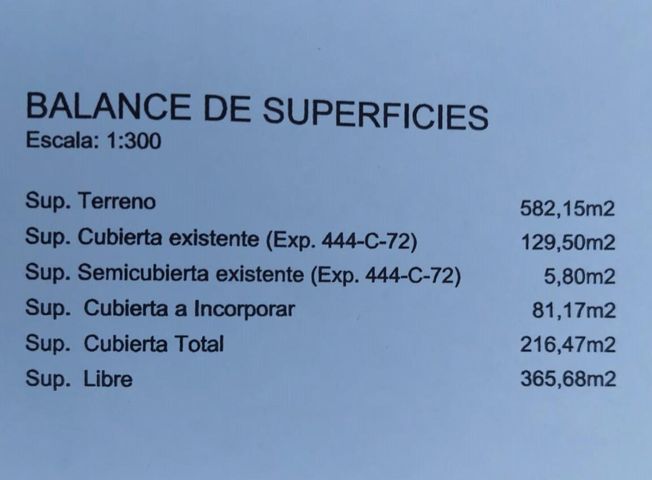 BALANCE DE SUPERFICIES
Escala: 1:300
Sup. Terreno 582,15m2
Sup. Cubierta existente (Exp. 444-C-72) 129,50m2
Sup. Semicubierta existente (Exp. 444-C-72) 5,80m2
Sup. Cubierta a Incorporar 81,17m2
Sup. Cubierta Total 216,47m2
Sup. Libre 365,68m2